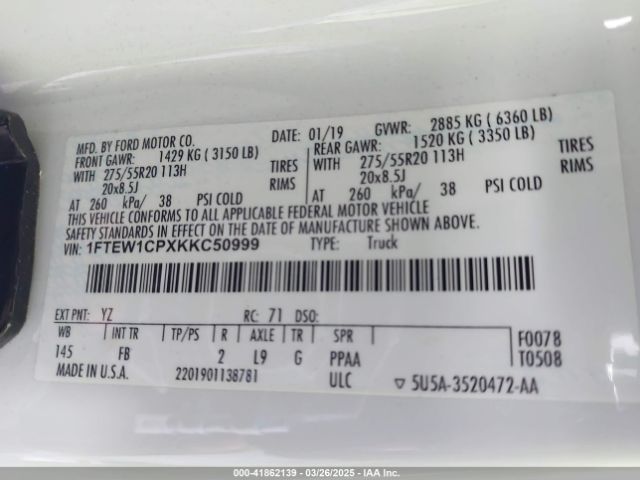 MFD. BY FORD MOTOR CO. DATE: 01/19 GVWR: 2885 KG ( 6360 LB)
FRONT GAWR: 1429 KG ( 3150 LB) REAR GAWR: 1520 KG ( 3350 LB)
WITH 275/55R20 113H TIRES WITH 275/55R20 113H TIRES
20x8.5J RIMS 20x8.5J RIMS
AT 260 kPa/ 38 PSI COLD AT 260 kPa/ 38 PSI COLD
THIS VEHICLE CONFORMS TO ALL APPLICABLE FEDERAL MOTOR VEHICLE
SAFETY STANDARDS IN EFFECT ON THE DATE OF MANUFACTURE SHOWN ABOVE.
VIN: 1FTEW1CPXKKC50999 TYPE: Truck
EXT PNT: YZ RC: 71 DSO:
WB INT TR TP/PS R AXLE TR SPR F0078
145 FB 2 L9 G PPAA T0508
MADE IN U.S.A. 2201901138781 ULC ▽ 5U5A-3520472-AA
000-41862139 - 03/26/2025 - IAA Inc.